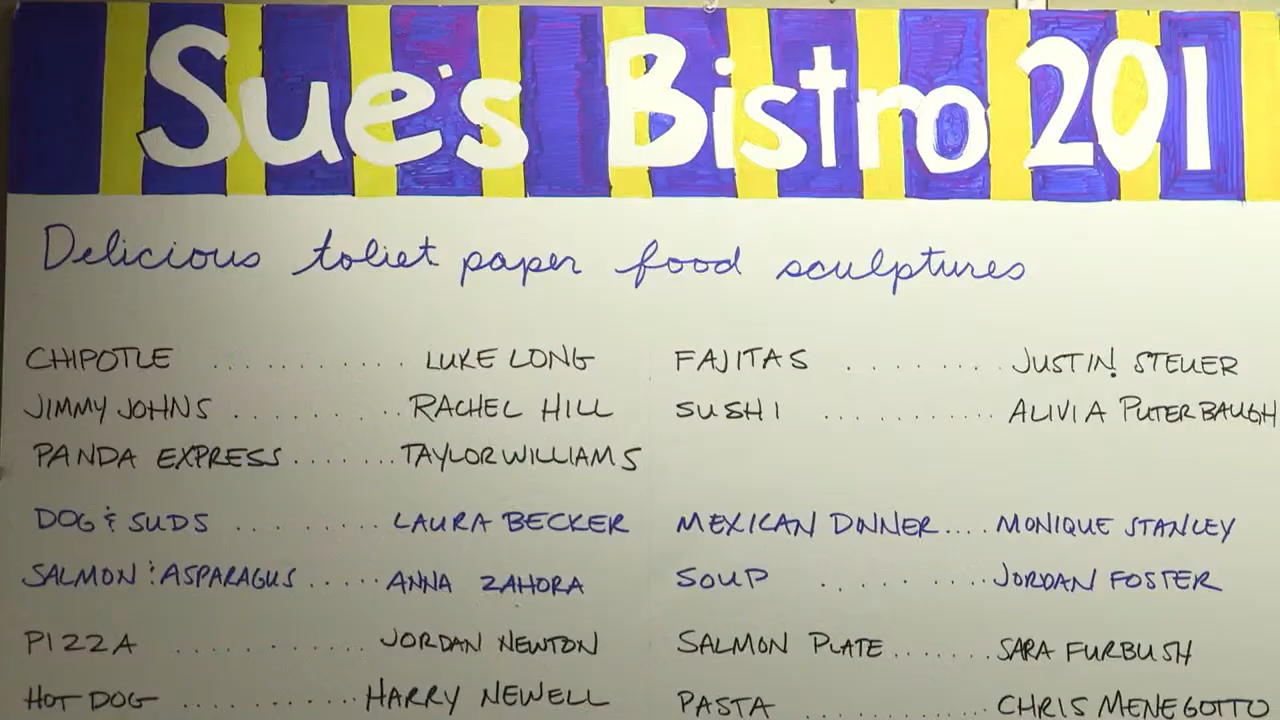 Sue's Bistro 201
Delicious toliet paper food sculptures
CHIPOTLE .......... LUKE LONG
JIMMY JOHNS .......... RACHEL HILL
PANDA EXPRESS ....... TAYLOR WILLIAMS
DOG & SUDS ......... LAURA BECKER
SALMON & ASPARAGUS ..... ANNA ZAHORA
PIZZA ............ JORDAN NEWTON
HOT DOG ........... HARRY NEWELL
FAJITAS ........ JUSTIN STEUER
SUSHI ........... ALIVIA PUTERBAUGH
MEXICAN DINNER.... MONIQUE STANLEY
SOUP ........ JORDAN FOSTER
SALMON PLATE ....... SARA FURBUSH
PASTA ........... CHRIS MENEGOTTO